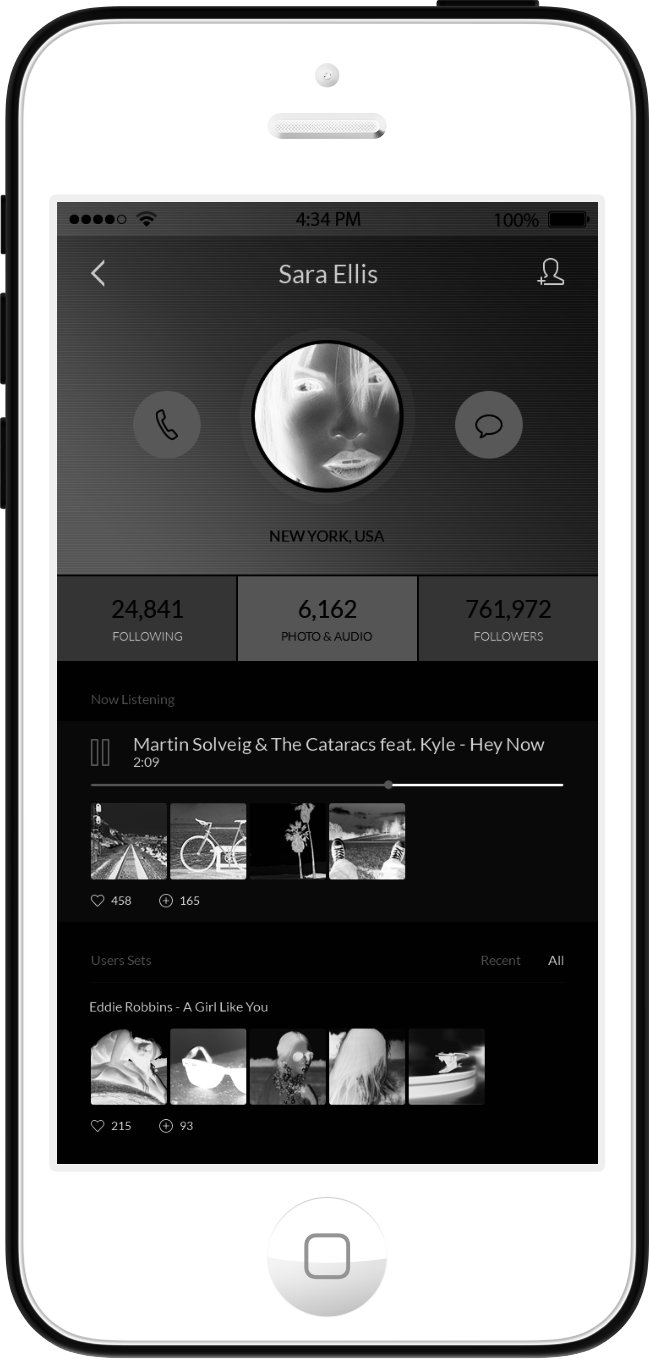 4:34 PM
100%
Sara Ellis
NEW YORK, USA
24,841
FOLLOWING
6,162
PHOTO & AUDIO
761,972
FOLLOWERS
Now Listening
Martin Solveig & The Cataracs feat. Kyle - Hey Now
2:09
458
165
Users Sets
Recent
All
Eddie Robbins - A Girl Like You
215
93